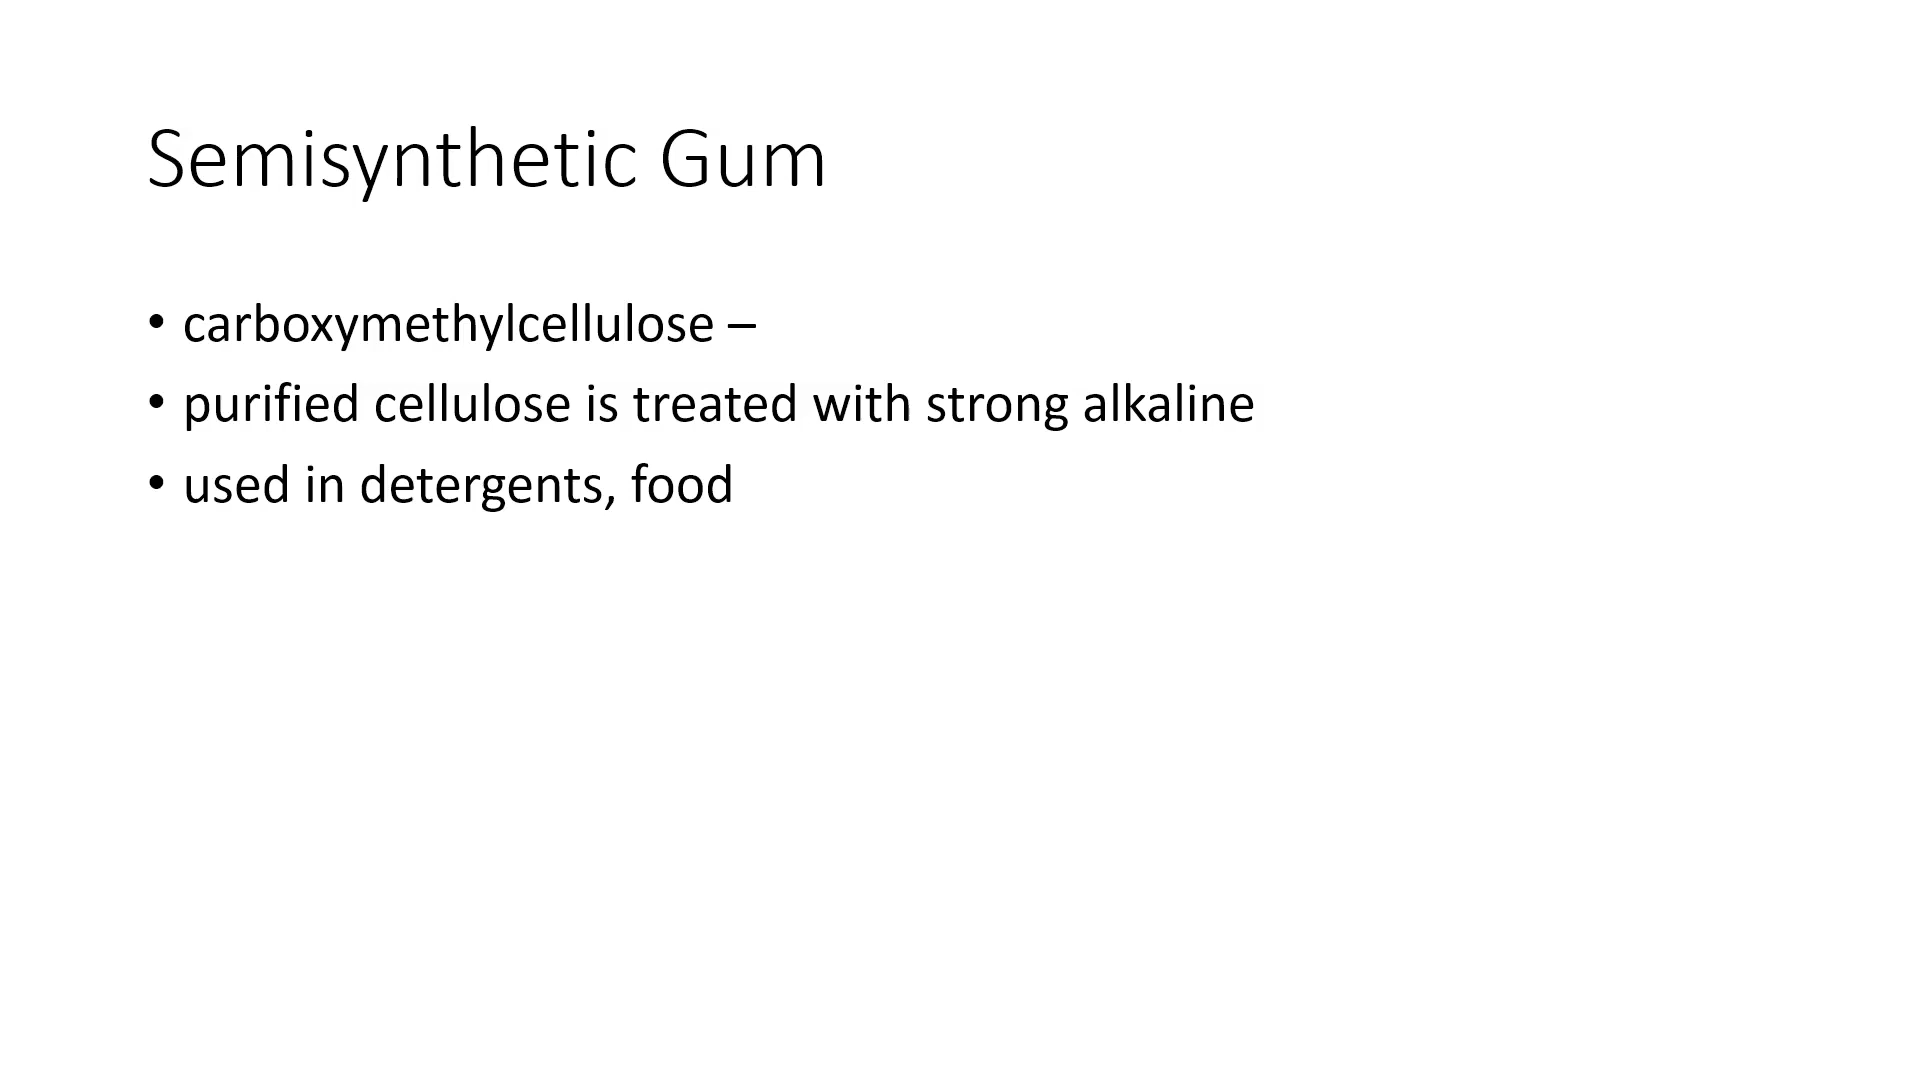 Semisynthetic Gum
• carboxymethylcellulose –
• purified cellulose is treated with strong alkaline
• used in detergents, food